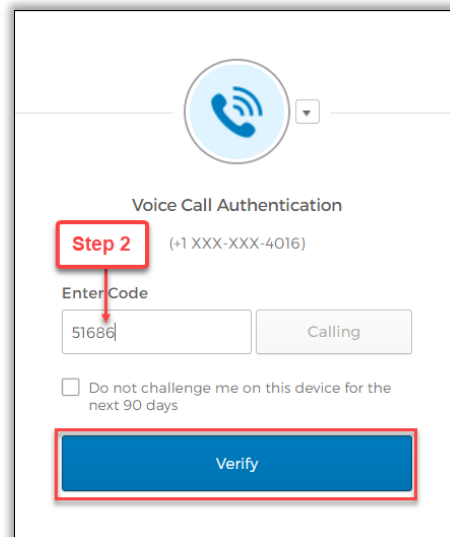 Voice Call Authentication
Step 2
(+1 XXX-XXX-4016)
Enter Code
51686
Calling
Do not challenge me on this device for the
next 90 days
Verify